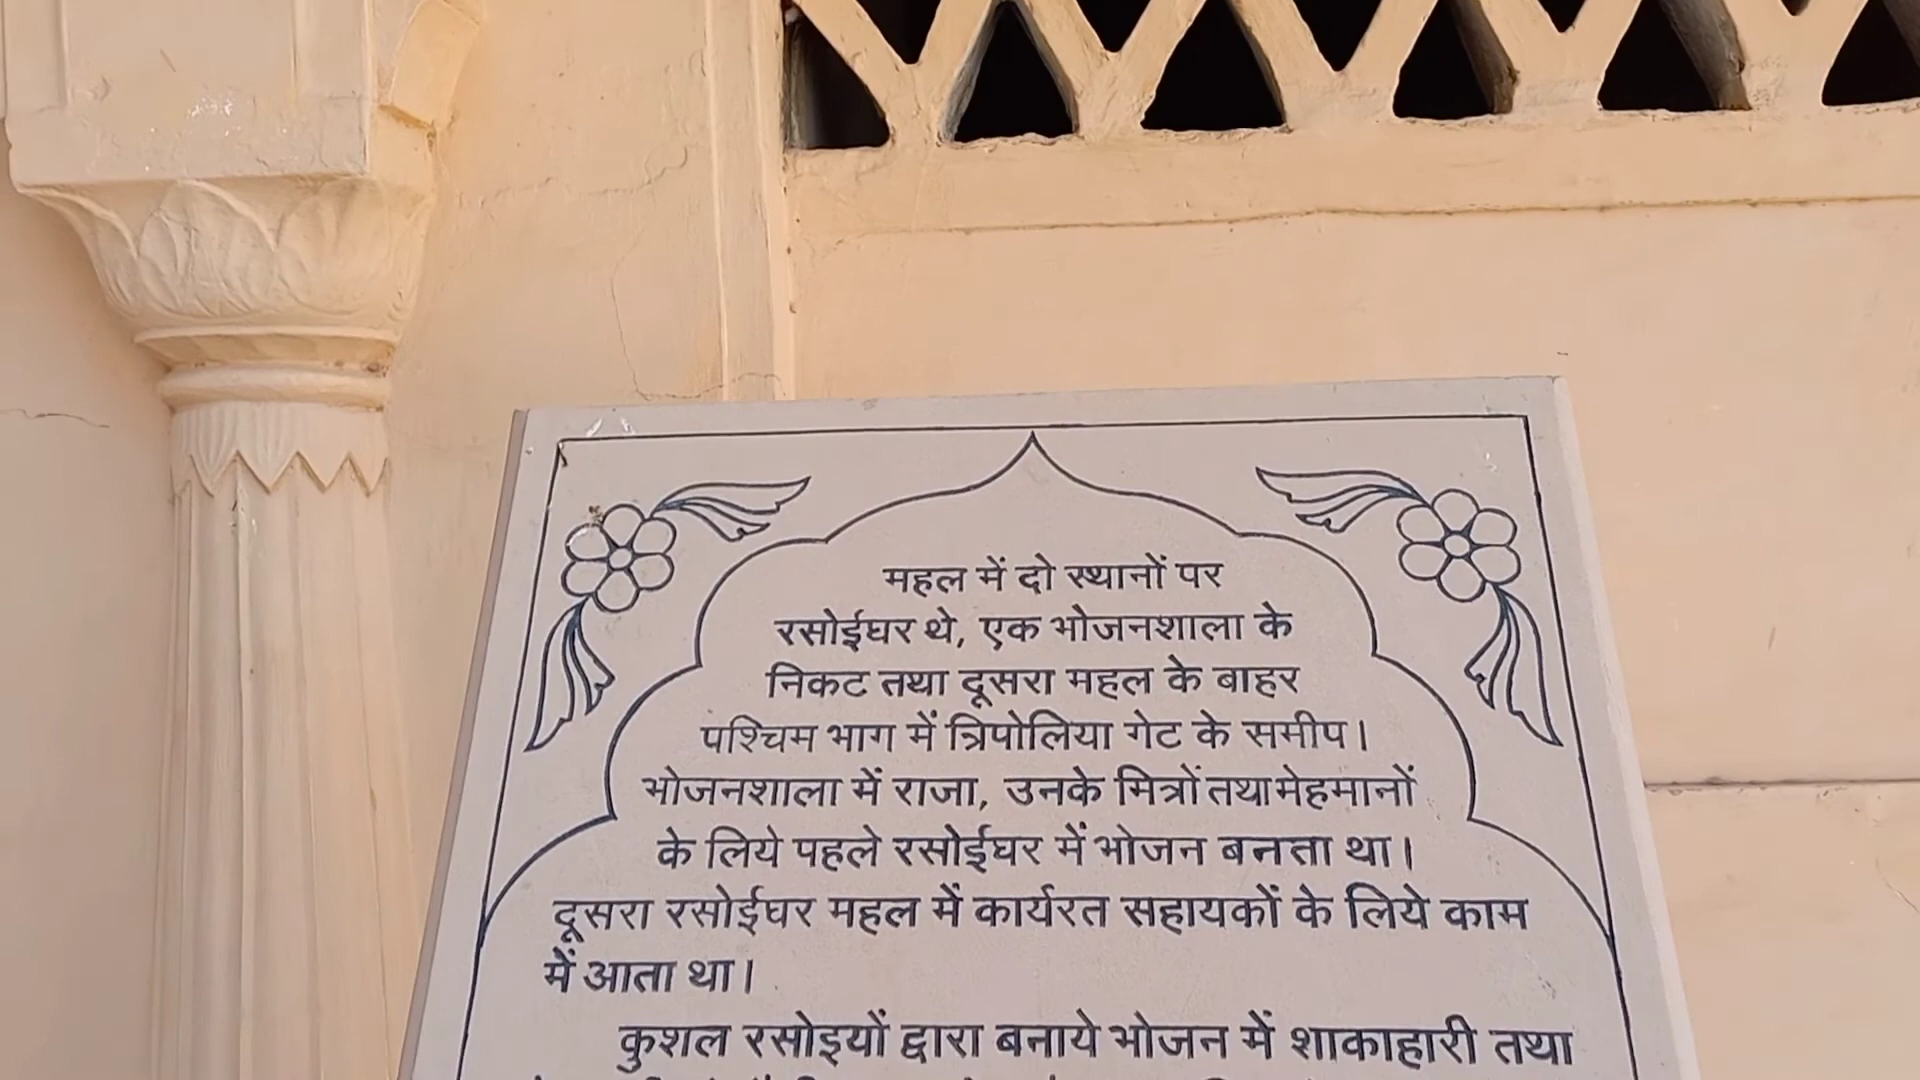 महल में दो स्थानों पर
रसोईघर थे, एक भोजनशाला के
निकट तथा दूसरा महल के बाहर
पश्चिम भाग में त्रिपोलिया गेट के समीप।
भोजनशाला में राजा, उनके मित्रों तथा मेहमानों
के लिये पहले रसोईघर में भोजन बनता था।
दूसरा रसोईघर महल में कार्यरत सहायकों के लिये काम
में आता था।
कुशल रसोइयों द्वारा बनाये भोजन में शाकाहारी तथा